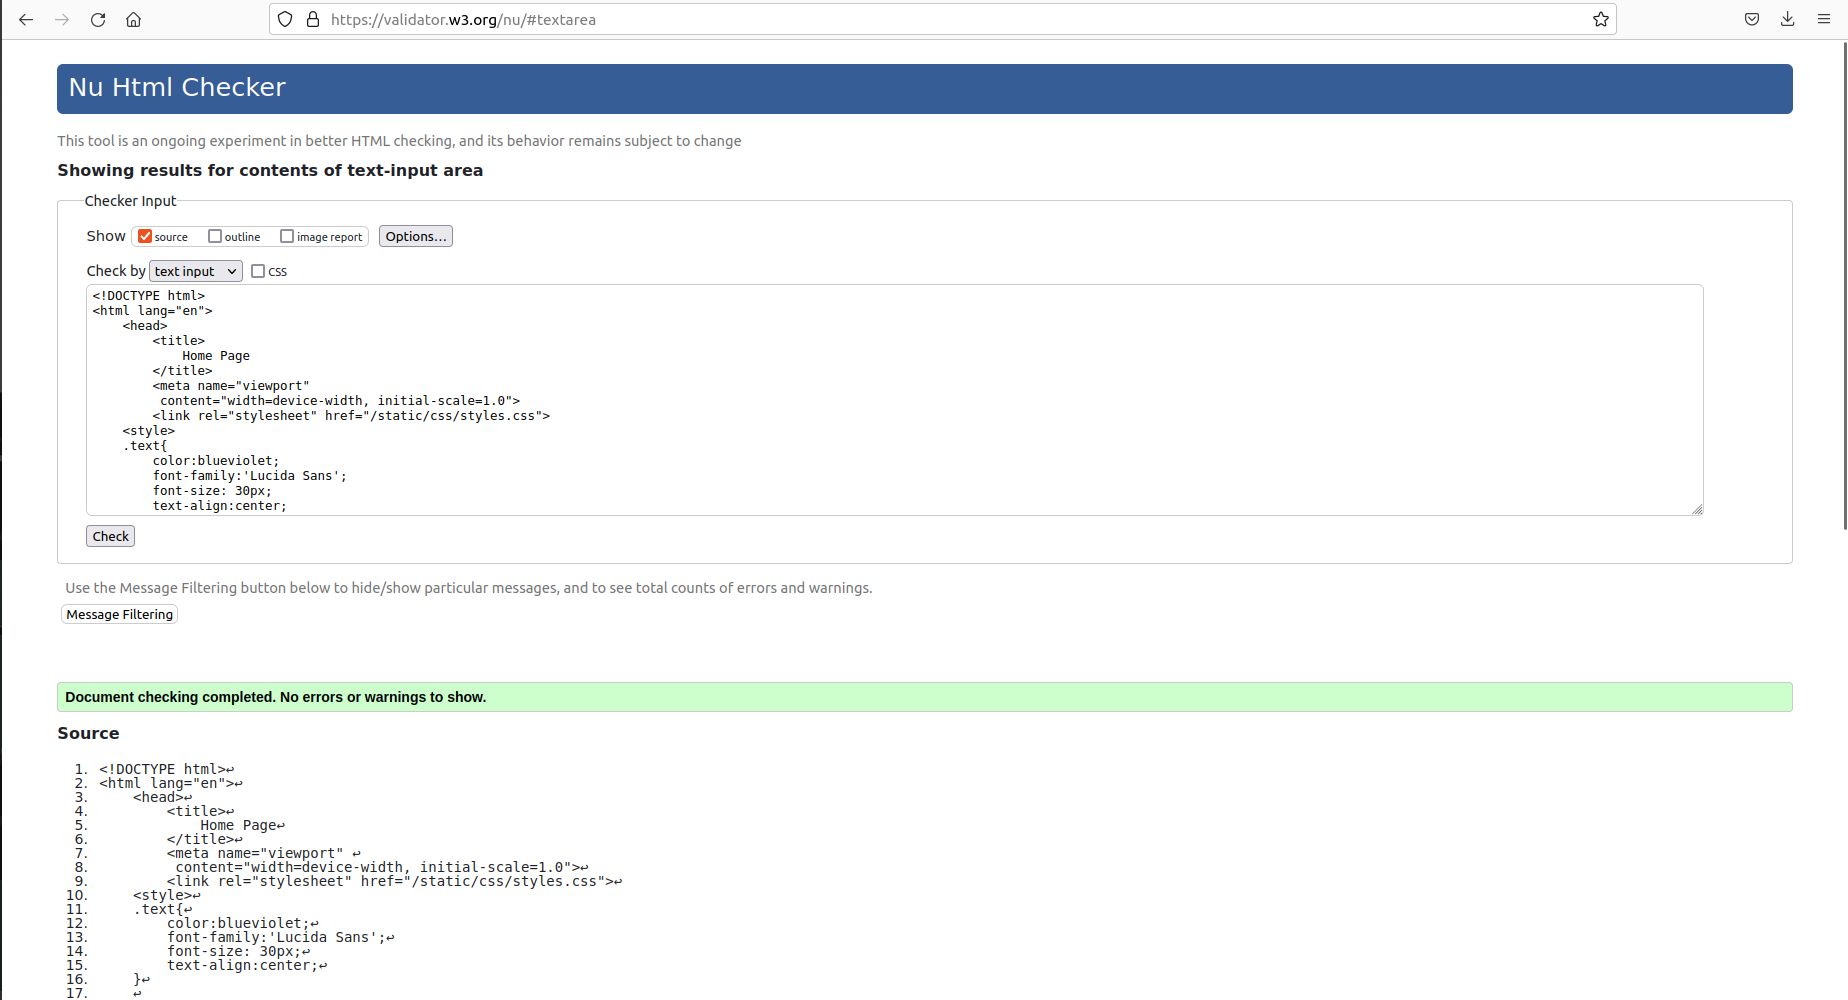 https://validator.w3.org/nu/#textarea
Nu Html Checker
This tool is an ongoing experiment in better HTML checking, and its behavior remains subject to change
Showing results for contents of text-input area
Checker Input
Show source outline image report Options...
Check by text input css
<!DOCTYPE html>
<html lang="en">
    <head>
        <title>
            Home Page
        </title>
        <meta name="viewport"
         content="width=device-width, initial-scale=1.0">
        <link rel="stylesheet" href="/static/css/styles.css">
    <style>
    .text{
        color:blueviolet;
        font-family:'Lucida Sans';
        font-size: 30px;
        text-align:center;
Check
Use the Message Filtering button below to hide/show particular messages, and to see total counts of errors and warnings.
Message Filtering
Document checking completed. No errors or warnings to show.
Source
1. <!DOCTYPE html>↩
2. <html lang="en">↩
3.     <head>↩
4.         <title>↩
5.             Home Page↩
6.         </title>↩
7.         <meta name="viewport" ↩
8.          content="width=device-width, initial-scale=1.0">↩
9.         <link rel="stylesheet" href="/static/css/styles.css">↩
10.     <style>↩
11.     .text{↩
12.         color:blueviolet;↩
13.         font-family:'Lucida Sans';↩
14.         font-size: 30px;↩
15.         text-align:center;↩
16.     }↩
17.     ↩